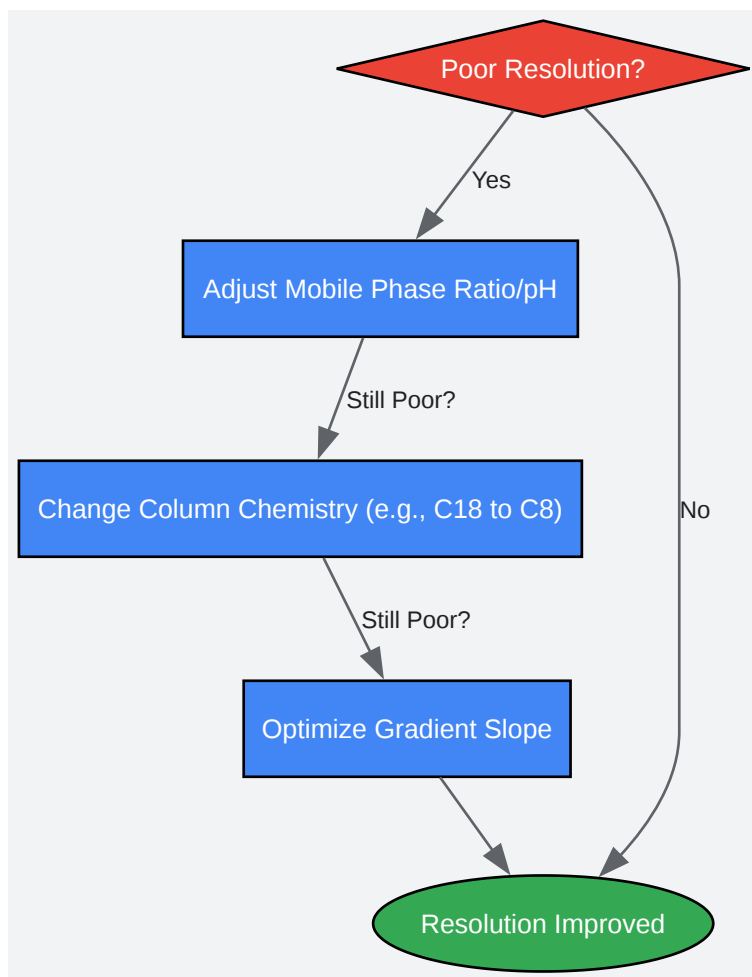 Poor Resolution?
Yes
Adjust Mobile Phase Ratio/pH
Still Poor?
Change Column Chemistry (e.g., C18 to C8)
No
Still Poor?
Optimize Gradient Slope
Resolution Improved